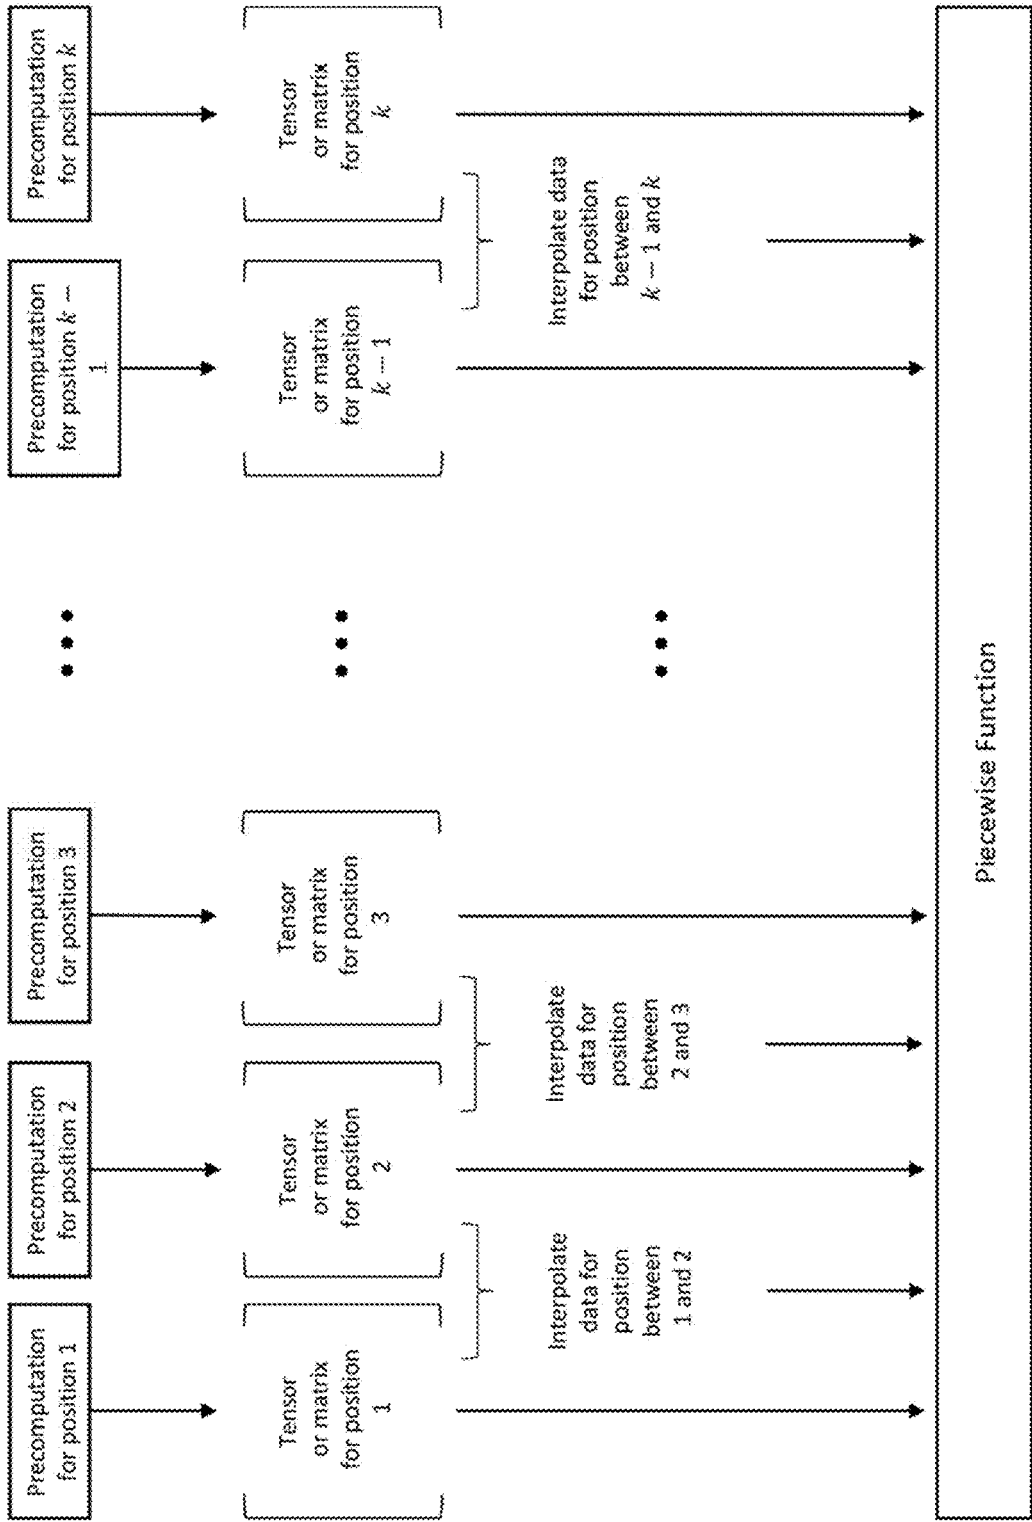 Precomputation
for position 1
Precomputation
for position 2
Precomputation
for position 3
Precomputation
for position k −
1
Precomputation
for position k
Tensor
or matrix
for position
1
Tensor
or matrix
for position
2
Tensor
or matrix
for position
3
Tensor
or matrix
for position
k − 1
Tensor
or matrix
for position
k
Interpolate
data for
position
between
1 and 2
Interpolate
data for
position
between
2 and 3
Interpolate data
for position
between
k − 1 and k
Piecewise Function